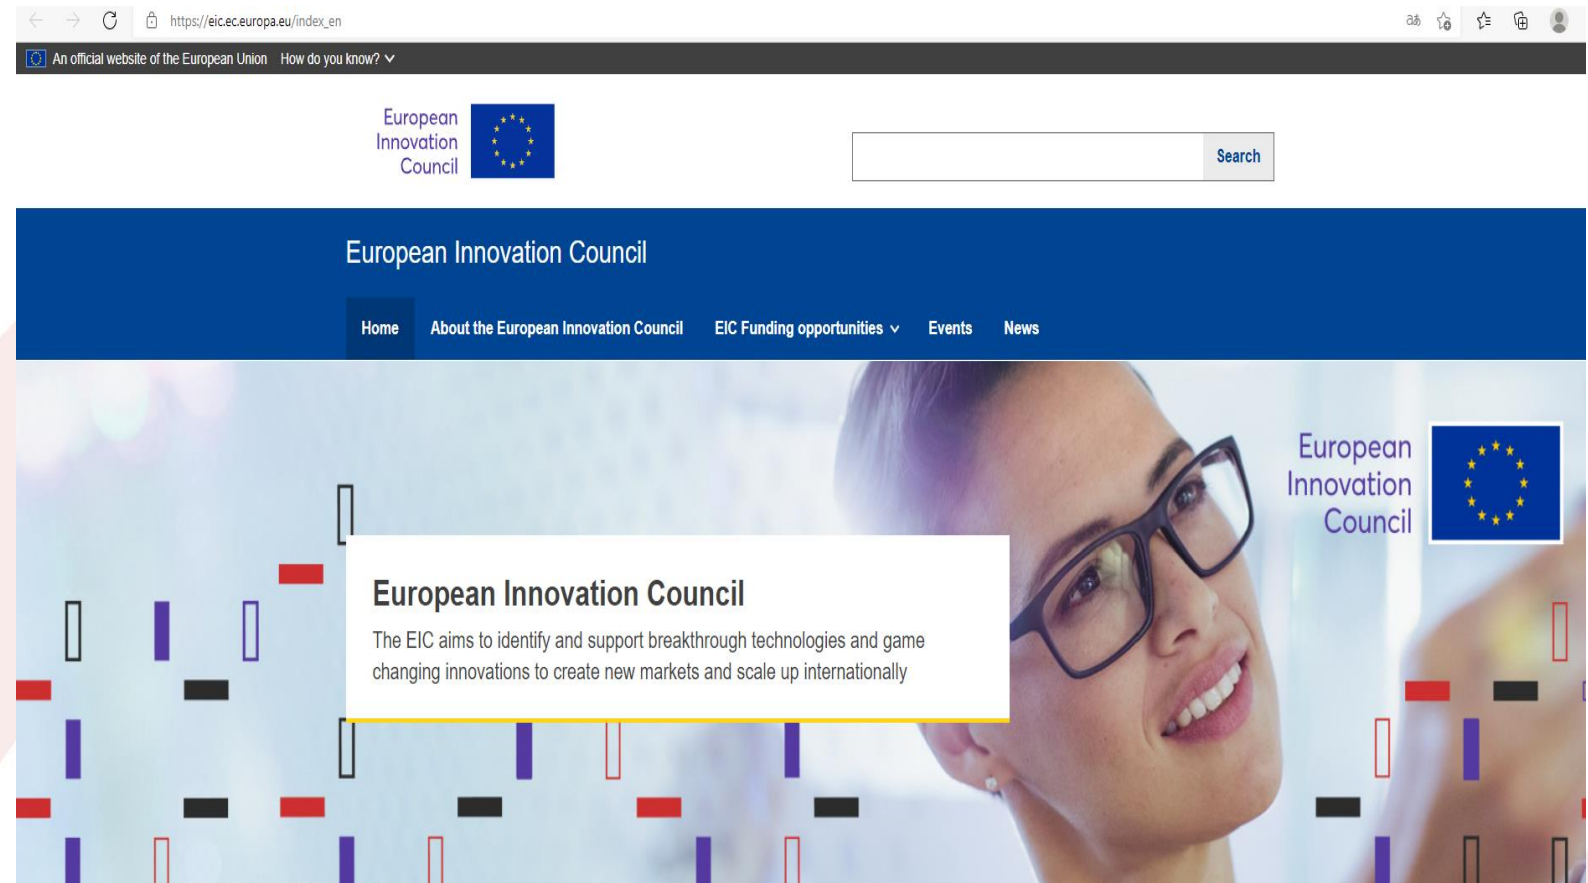 https://eic.ec.europa.eu/index_en
An official website of the European Union How do you know?
European
Innovation
Council
Search
European Innovation Council
Home About the European Innovation Council EIC Funding opportunities Events News
European
Innovation
Council
European Innovation Council
The EIC aims to identify and support breakthrough technologies and game
changing innovations to create new markets and scale up internationally